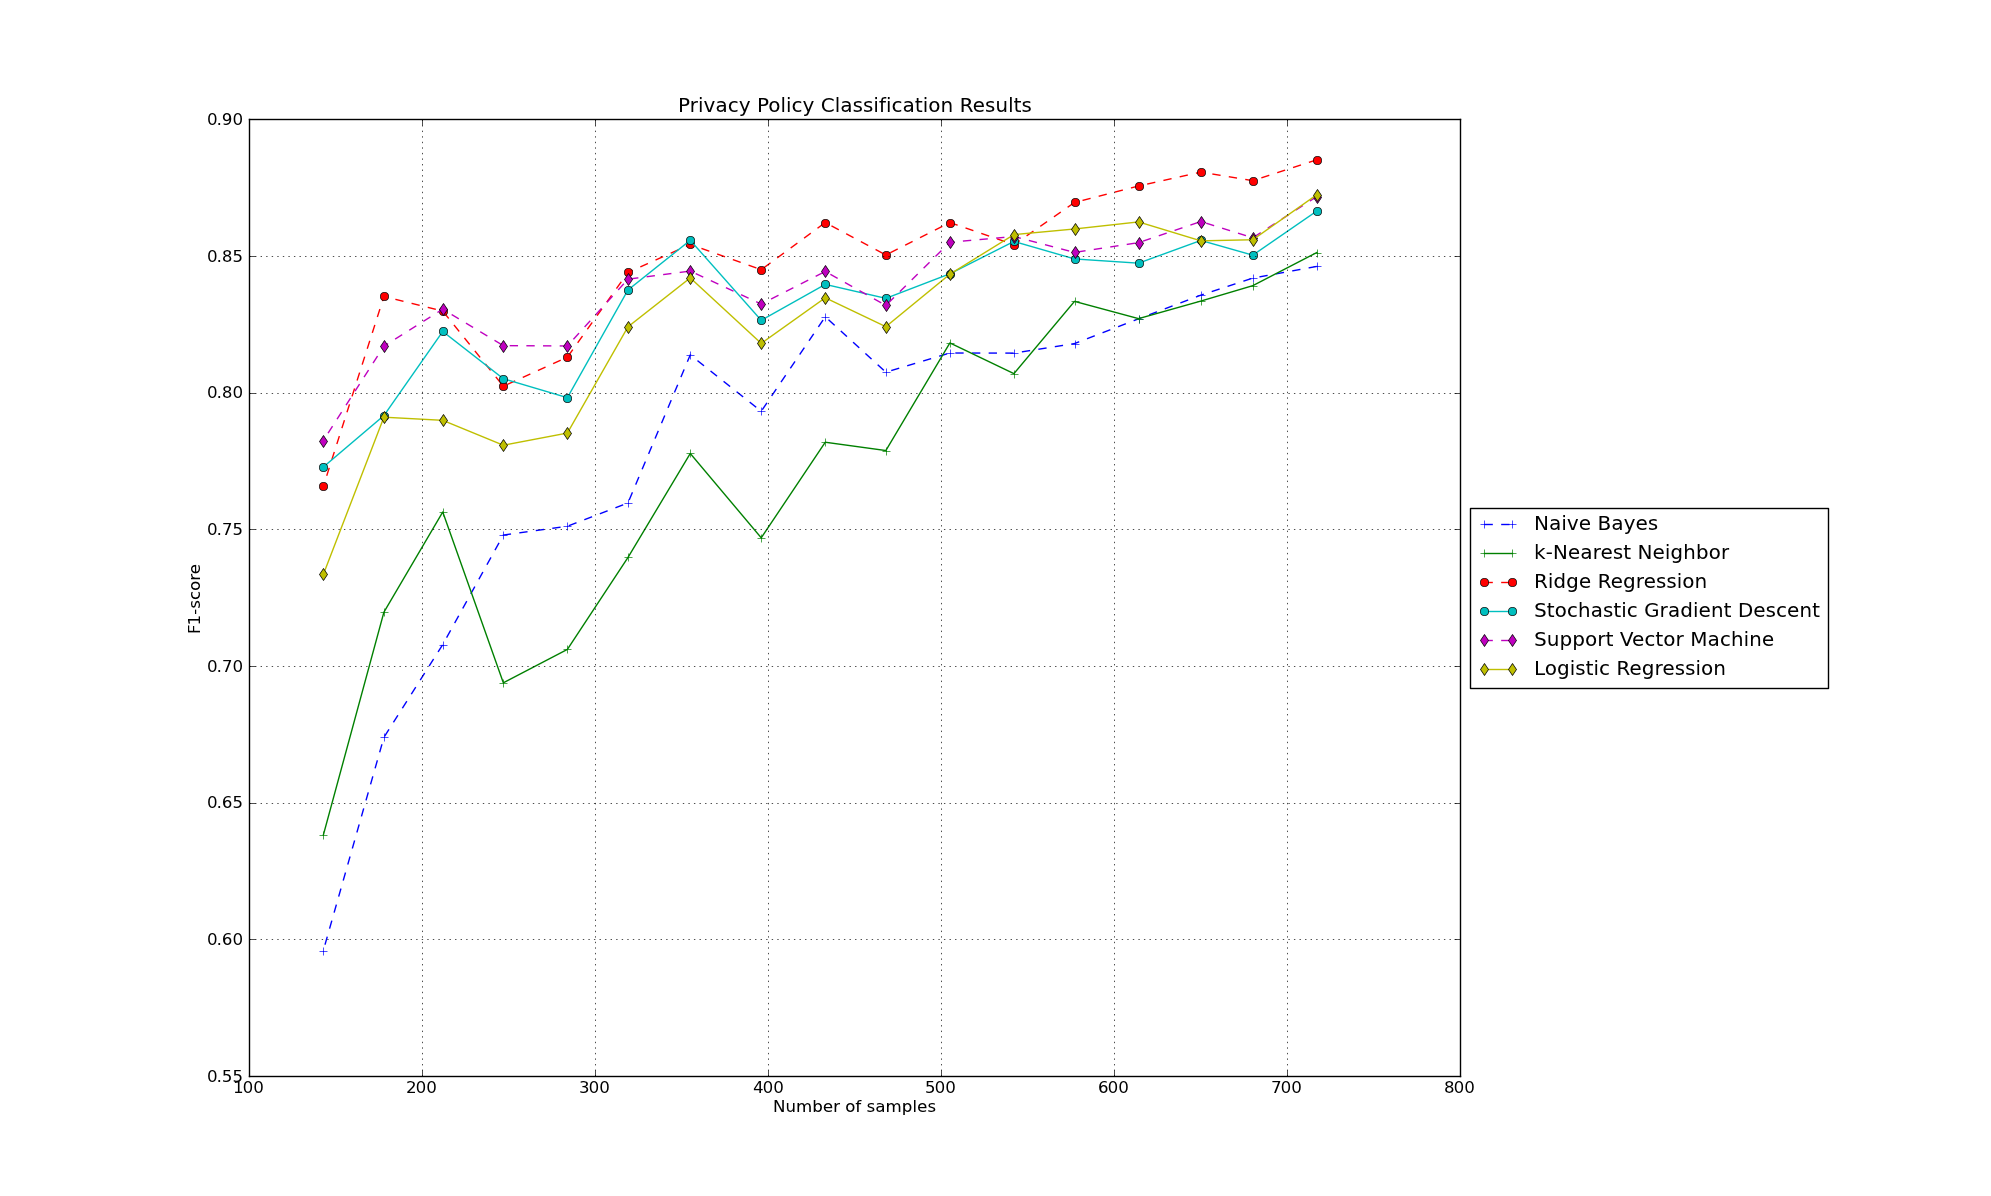 Privacy Policy Classification Results
0.90
0.85
0.80
0.75
0.70
0.65
0.60
0.55
F1-score
100 200 300 400 500 600 700 800
Number of samples
Naive Bayes
k-Nearest Neighbor
Ridge Regression
Stochastic Gradient Descent
Support Vector Machine
Logistic Regression